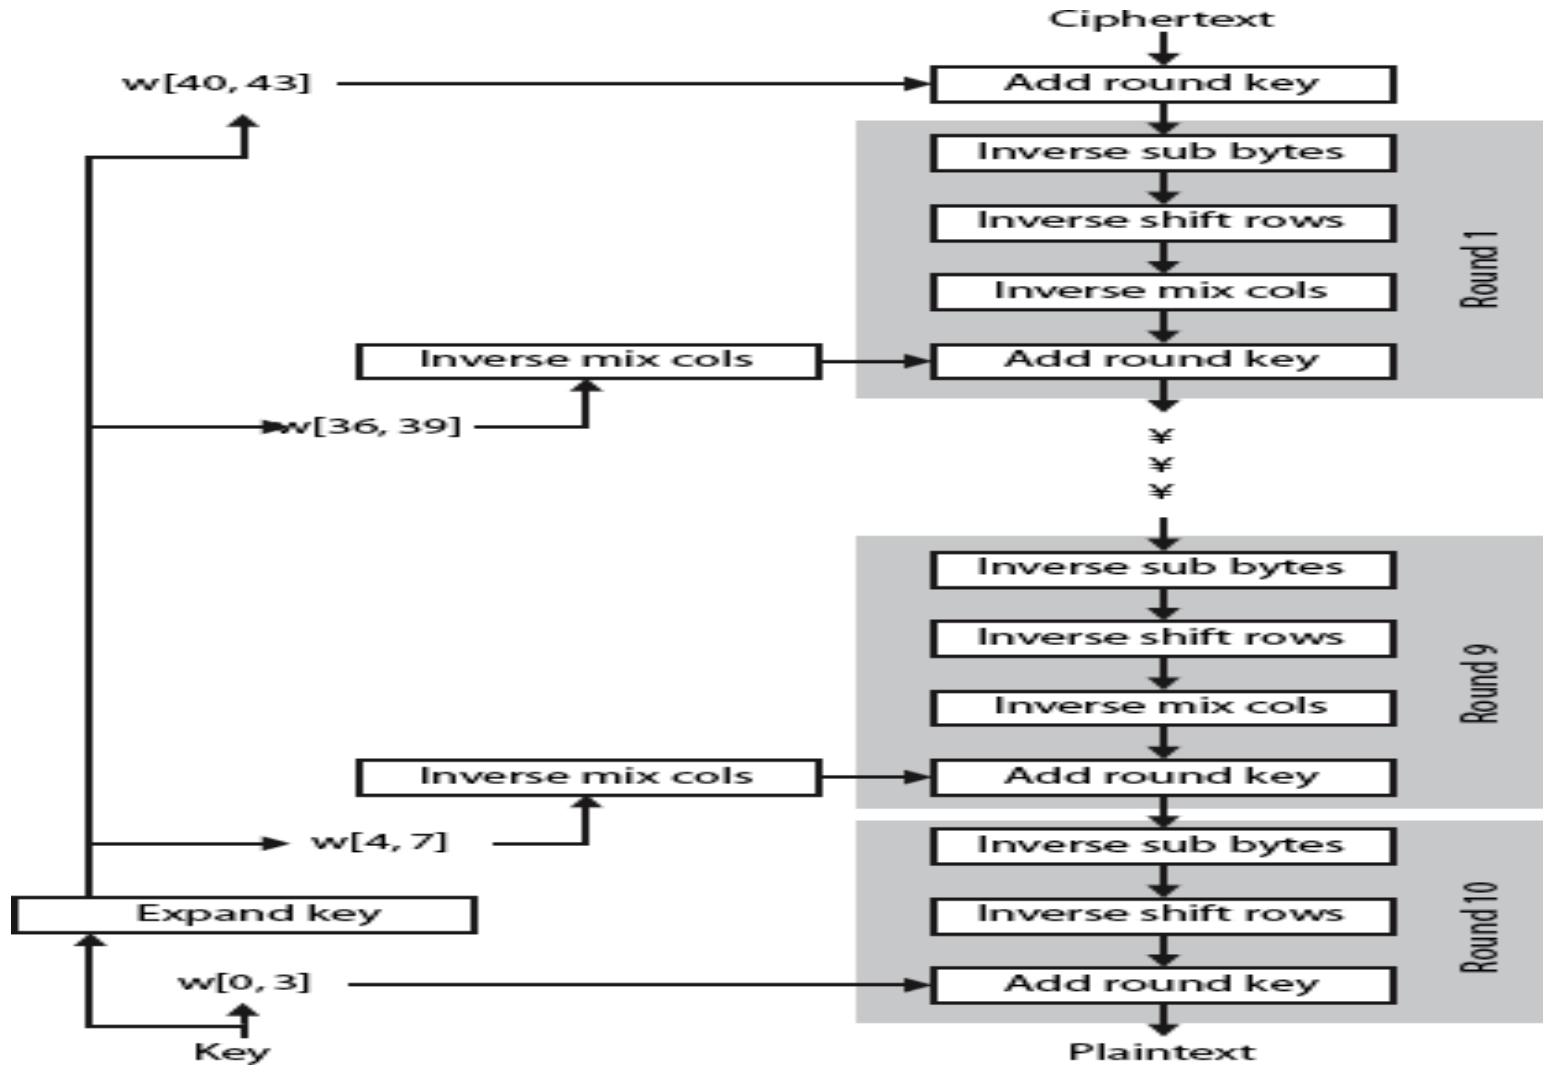 Ciphertext
w[40, 43]
Add round key
Inverse sub bytes
Inverse shift rows
Inverse mix cols
Round 1
Inverse mix cols
Add round key
w[36, 39]
¥
¥
¥
Inverse sub bytes
Inverse shift rows
Inverse mix cols
Round 9
Inverse mix cols
Add round key
w[4, 7]
Inverse sub bytes
Expand key
Inverse shift rows
Round 10
w[0, 3]
Add round key
Key
Plaintext